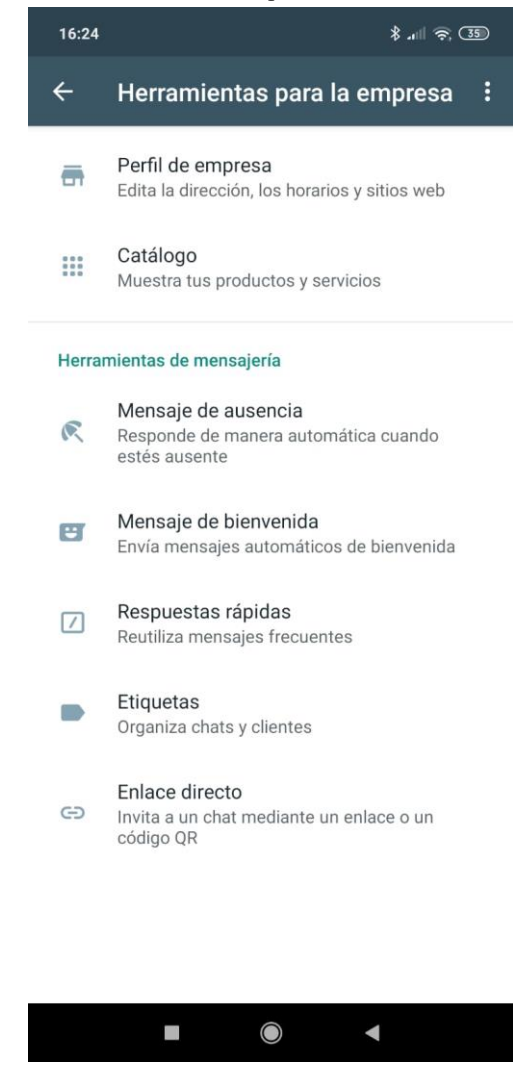 16:24
35
Herramientas para la empresa
Perfil de empresa
Edita la dirección, los horarios y sitios web
Catálogo
Muestra tus productos y servicios
Herramientas de mensajería
Mensaje de ausencia
Responde de manera automática cuando
estés ausente
Mensaje de bienvenida
Envía mensajes automáticos de bienvenida
Respuestas rápidas
Reutiliza mensajes frecuentes
Etiquetas
Organiza chats y clientes
Enlace directo
Invita a un chat mediante un enlace o un
código QR